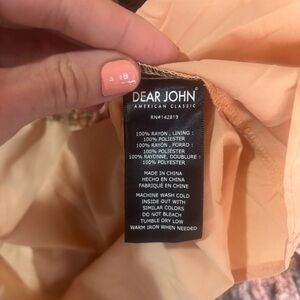 DEAR JOHN®
AMERICAN CLASSIC
RN#142819
100% RAYON, LINING :
100% POLYESTER
100% RAYON, FORRO :
100% POLIÉSTER
100% RAYONNE, DOUBLURE :
100% POLYESTER
MADE IN CHINA
HECHO EN CHINA
FABRIQUÉ EN CHINE
MACHINE WASH COLD
INSIDE OUT WITH
SIMILAR COLORS
DO NOT BLEACH
TUMBLE DRY LOW
WARM IRON WHEN NEEDED